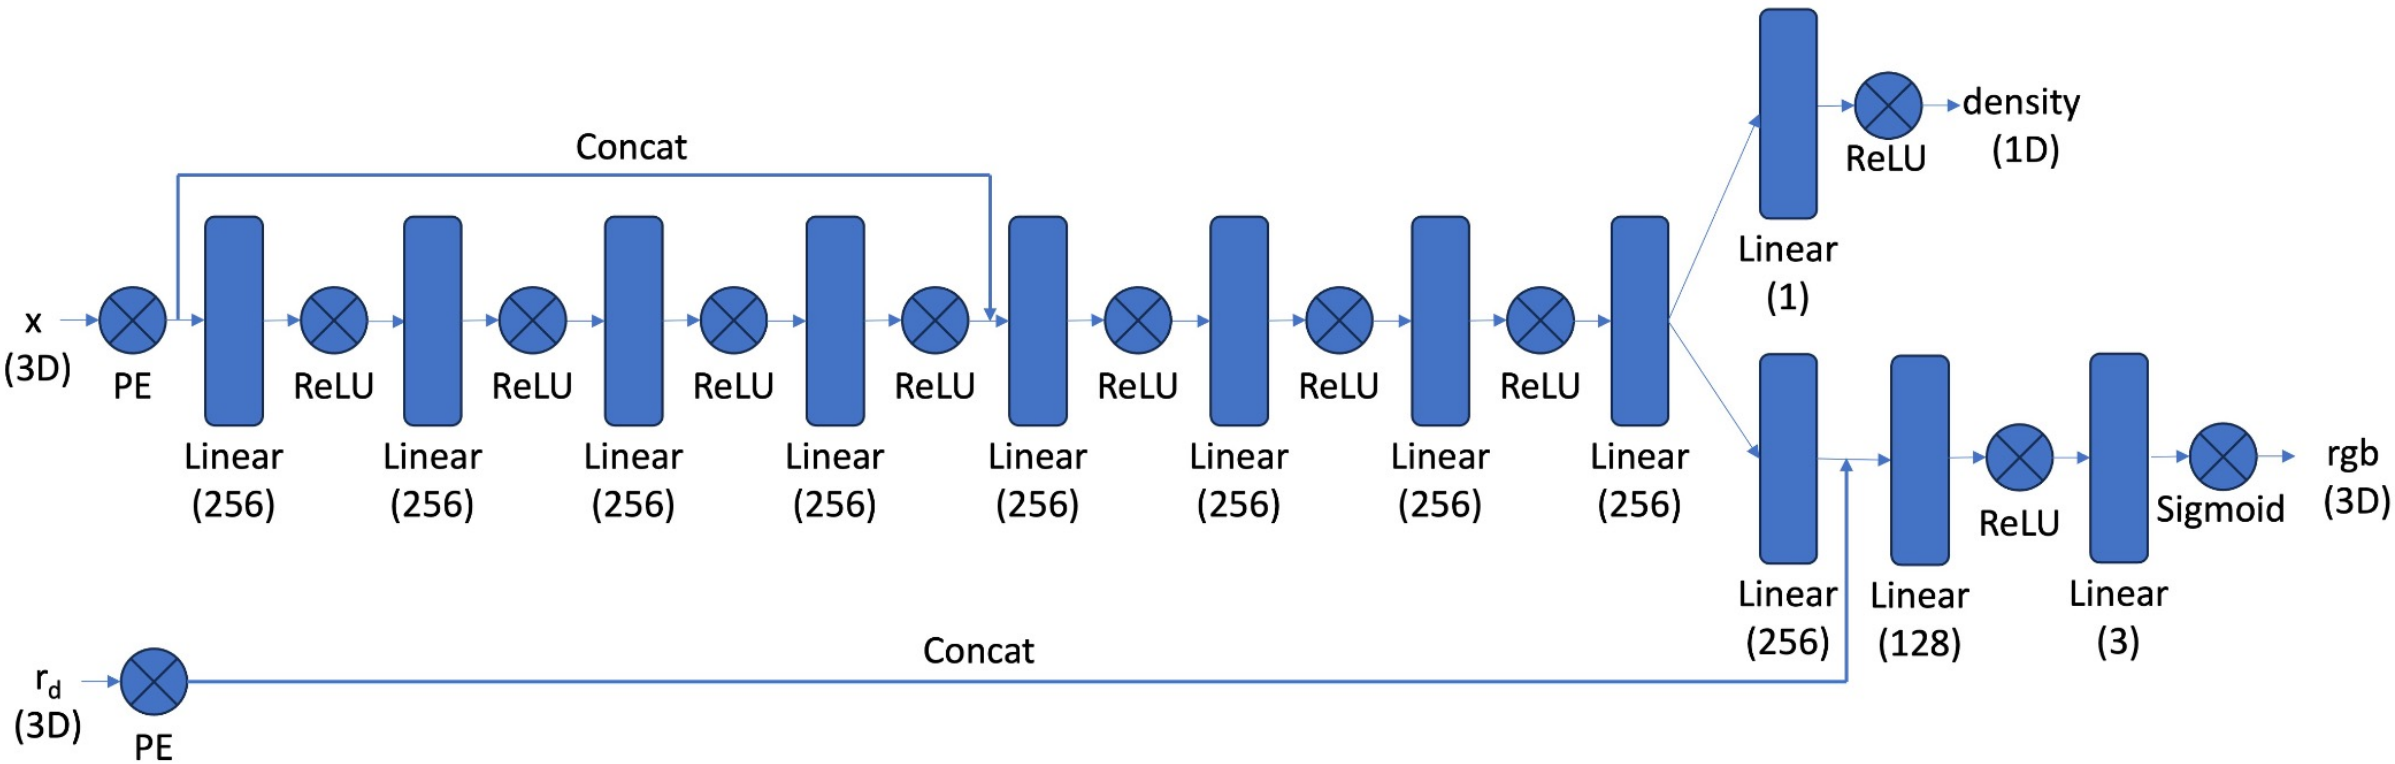 density
(1D)
ReLU
Linear
(1)
Concat
x
(3D)
PE
Linear
(256)
ReLU
Linear
(256)
ReLU
Linear
(256)
ReLU
Linear
(256)
ReLU
Linear
(256)
ReLU
Linear
(256)
ReLU
Linear
(256)
ReLU
Linear
(256)
Linear
(256)
Linear
(128)
ReLU
Linear
(3)
Sigmoid
rgb
(3D)
Concat
rd
(3D)
PE